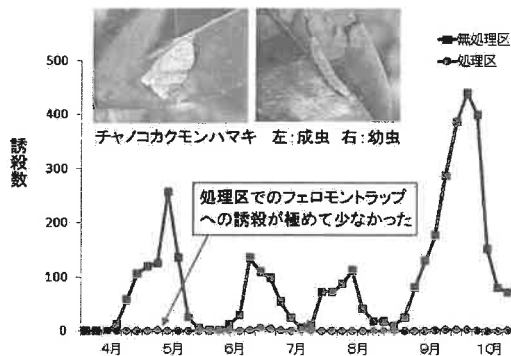 500
400
300
200
100
0
誘殺数
無処理区
処理区
チャノコカクモンハマキ 左:成虫 右:幼虫
処理区でのフェロモントラップ
への誘殺が極めて少なかった
4月 5月 6月 7月 8月 9月 10月